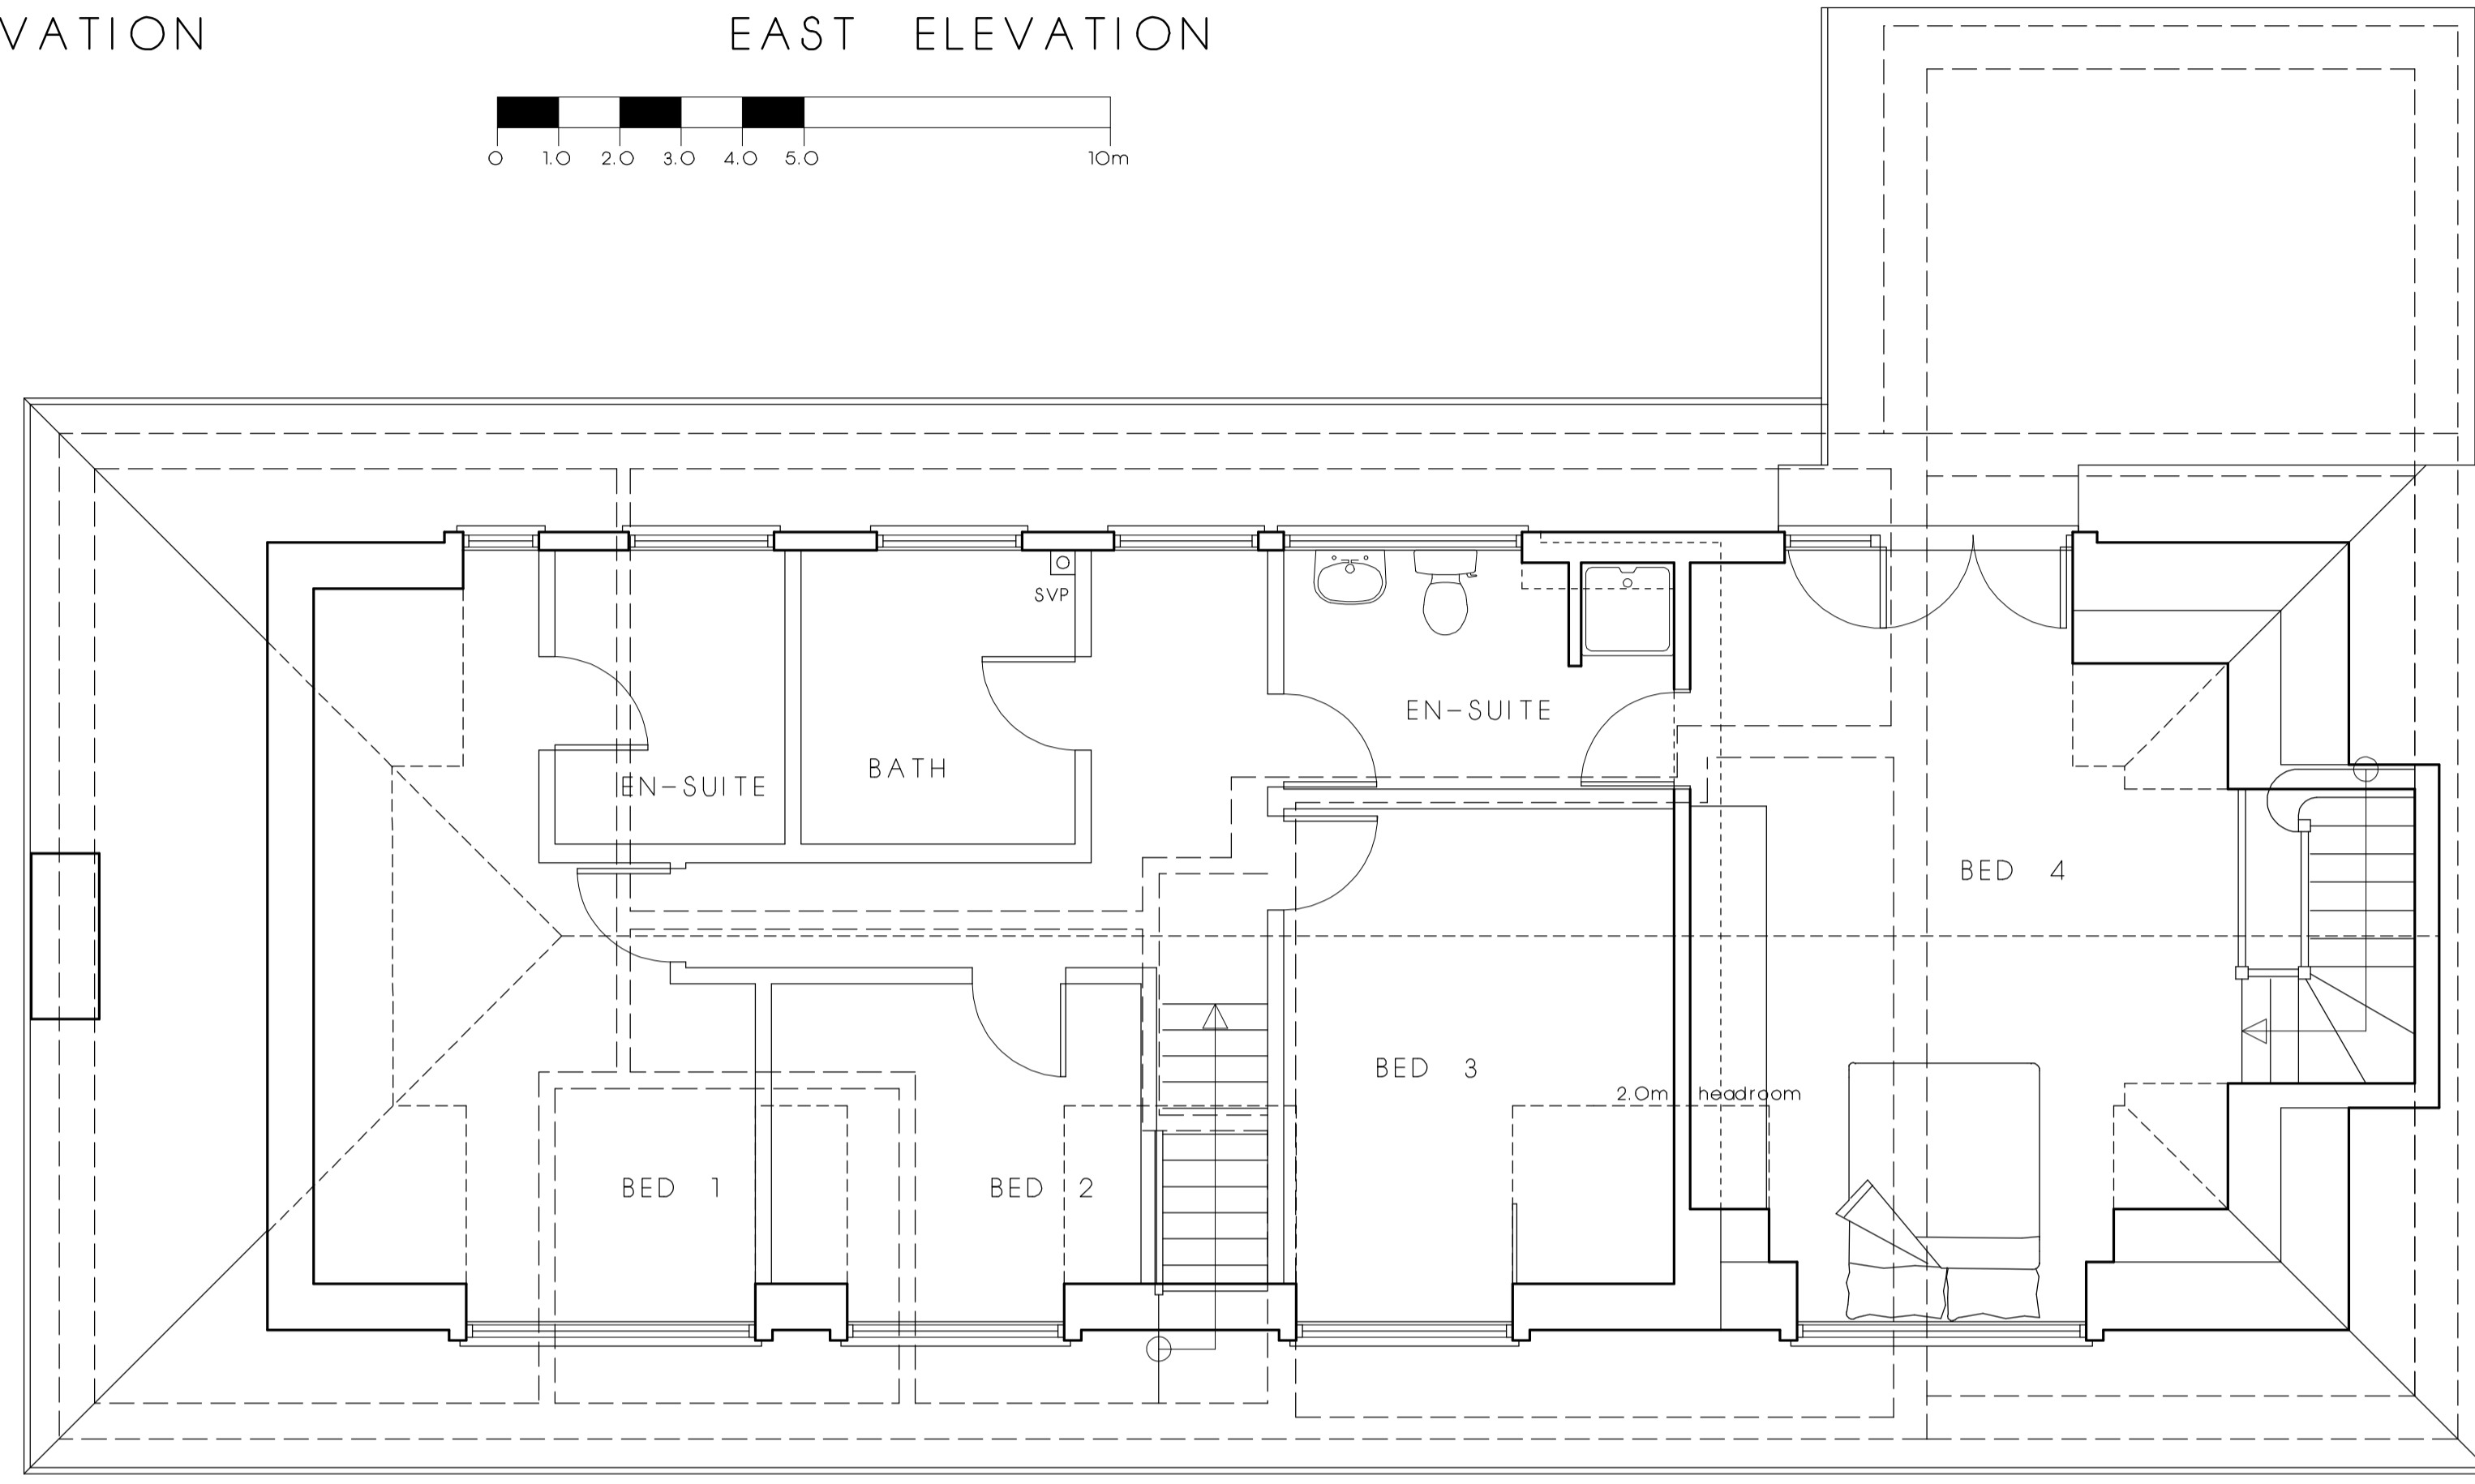 VATION
EAST ELEVATION
0 1.0 2.0 3.0 4.0 5.0 10m
SVP
EN-SUITE
BATH
EN-SUITE
BED 4
BED 3
2.0m headroom
BED 1
BED 2